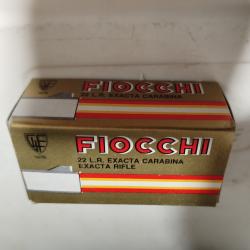 FIOCCHI
22 L.R. EXACTA CARABINA
FIOCCHI
22 L.R. EXACTA CARABINA
EXACTA RIFLE